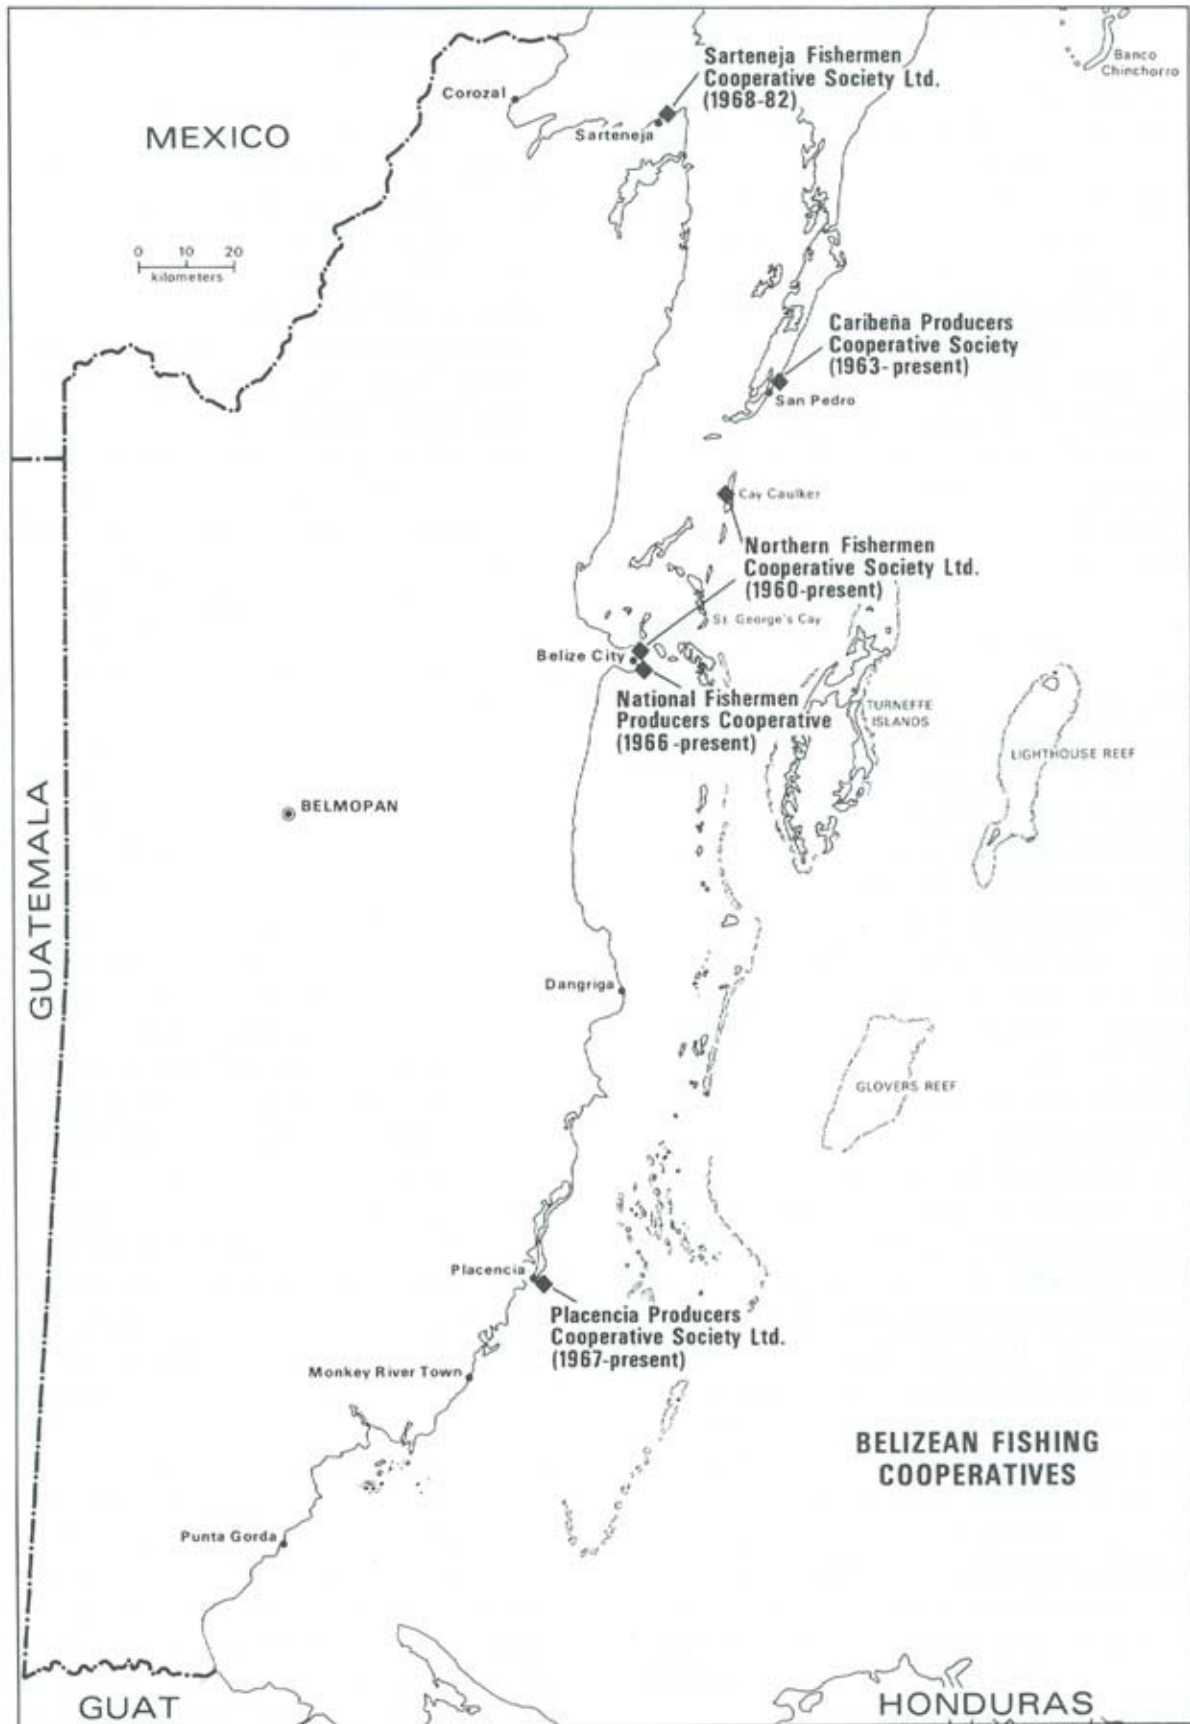 Sarteneja Fishermen
Cooperative Society Ltd.
(1968-82)
Banco
Chinchorro
Corozal
MEXICO
Sarteneja
0 10 20
kilometers
Caribeña Producers
Cooperative Society
(1963-present)
San Pedro
Cay Caulker
Northern Fishermen
Cooperative Society Ltd.
(1960-present)
St. George's Cay
Belize City
National Fishermen
Producers Cooperative
(1966-present)
TURNEFFE
ISLANDS
LIGHTHOUSE REEF
BELMOPAN
GUATEMALA
Dangriga
GLOVERS REEF
Placencia
Placencia Producers
Cooperative Society Ltd.
(1967-present)
Monkey River Town
BELIZEAN FISHING
COOPERATIVES
Punta Gorda
GUAT
HONDURAS